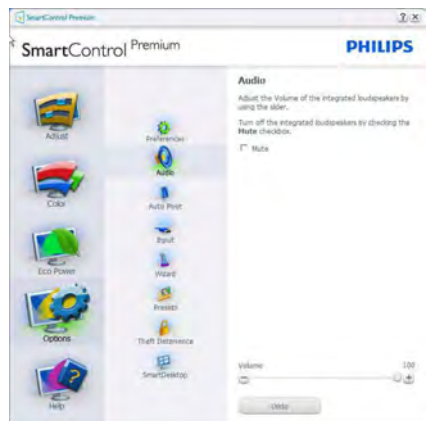 SmartControl Premium
SmartControl Premium
PHILIPS
Adjust
Color
Eco Power
Options
Help
Preferences
Audio
Auto Pivot
Input
Wizard
Presets
Theft Deterrence
SmartDesktop
Audio
Adjust the Volume of the integrated loudspeakers by
using the slider.
Turn off the integrated loudspeakers by checking the
Mute checkbox.
Mute
Volume 100
Undo